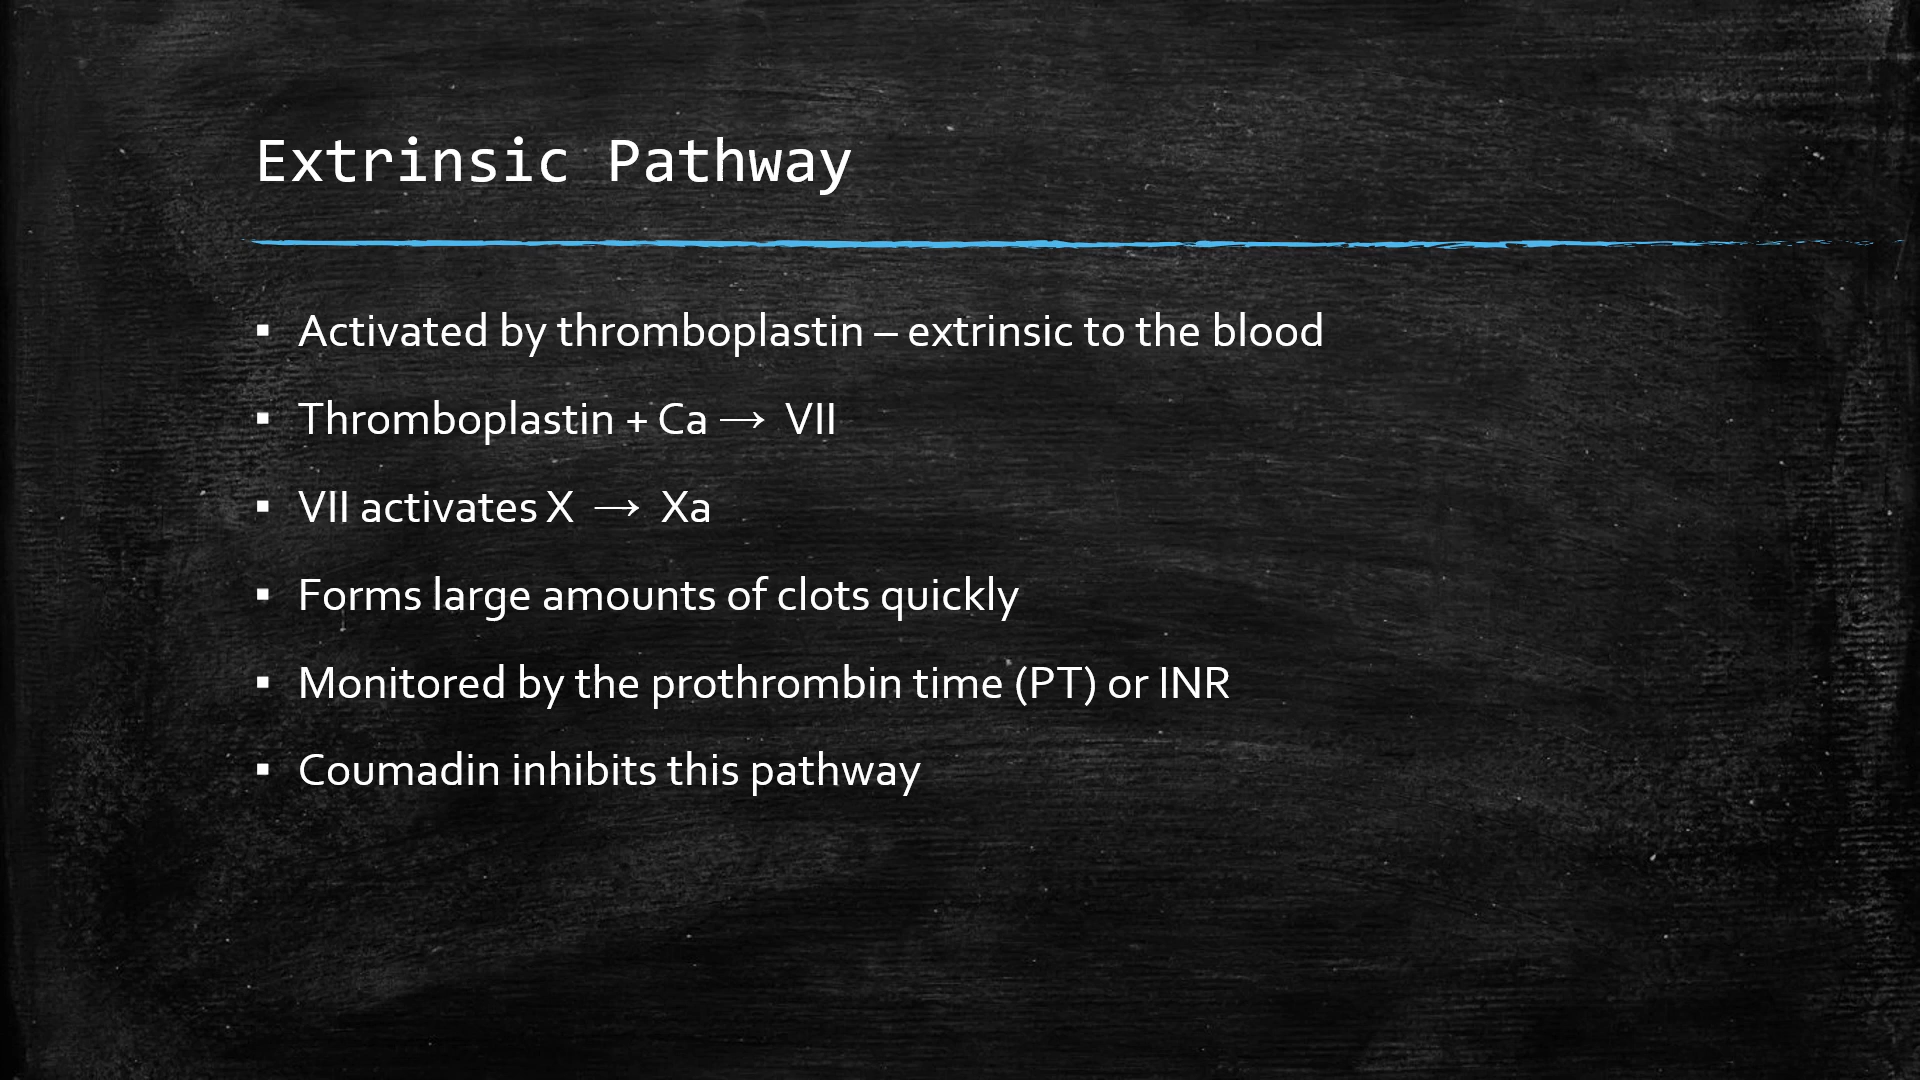 Extrinsic Pathway
▪ Activated by thromboplastin – extrinsic to the blood
▪ Thromboplastin + Ca → VII
▪ VII activates X → Xa
▪ Forms large amounts of clots quickly
▪ Monitored by the prothrombin time (PT) or INR
▪ Coumadin inhibits this pathway